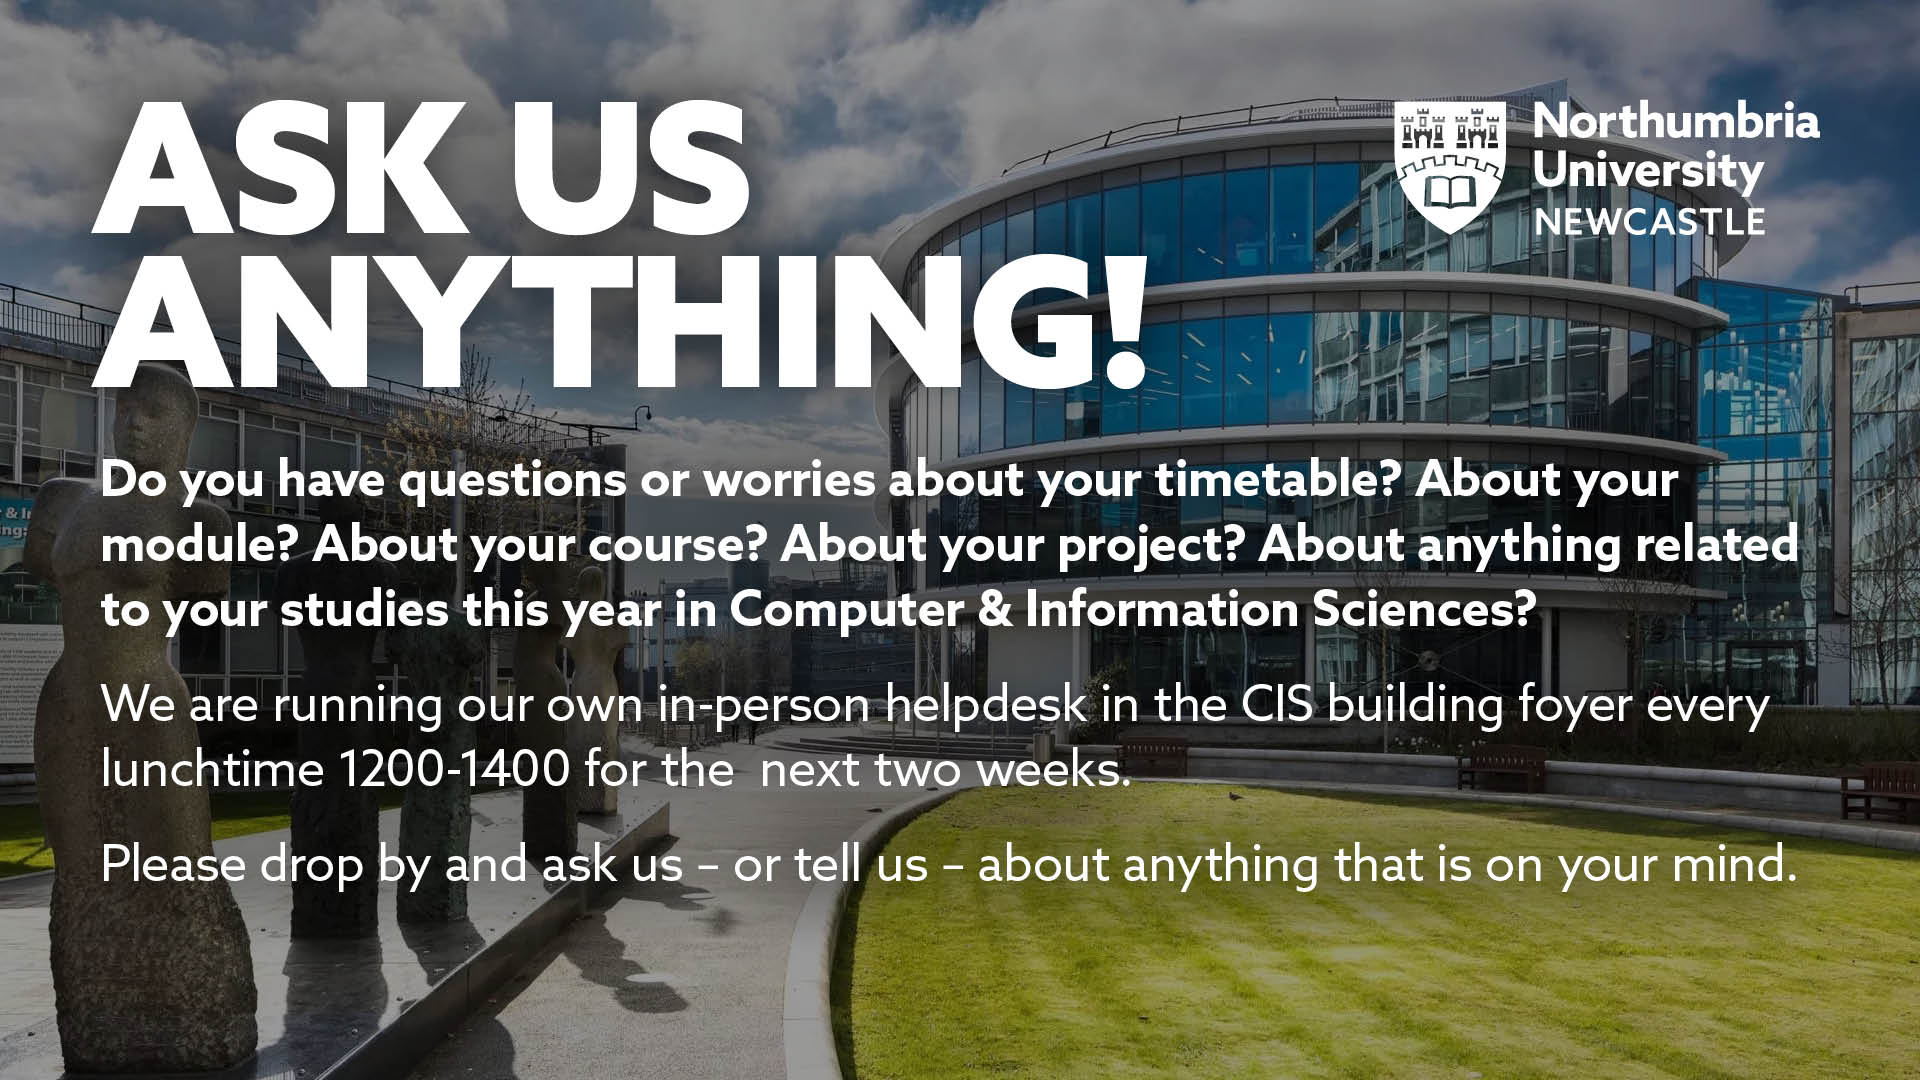 ASK US
ANYTHING!
Northumbria
University
NEWCASTLE
Do you have questions or worries about your timetable? About your
module? About your course? About your project? About anything related
to your studies this year in Computer & Information Sciences?
We are running our own in-person helpdesk in the CIS building foyer every
lunchtime 1200-1400 for the  next two weeks.
Please drop by and ask us – or tell us – about anything that is on your mind.